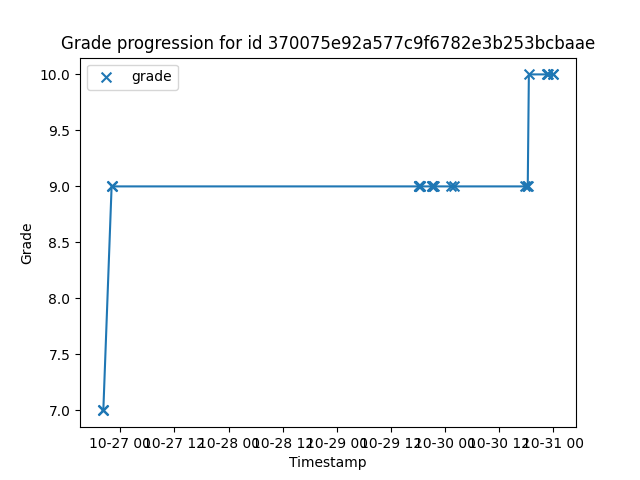 Grade progression for id 370075e92a577c9f6782e3b253bcbaae
grade
10.0
9.5
9.0
8.5
8.0
7.5
7.0
Grade
10-27 00 10-27 12 10-28 00 10-28 12 10-29 00 10-29 12 10-30 00 10-30 12 10-31 00
Timestamp